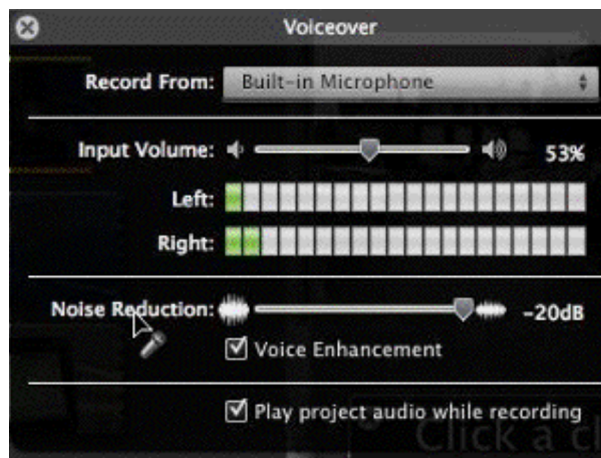 Voiceover
Record From: Built-in Microphone
Input Volume: 53%
Left:
Right:
Noise Reduction: -20dB
Voice Enhancement
Play project audio while recording
Click a cl